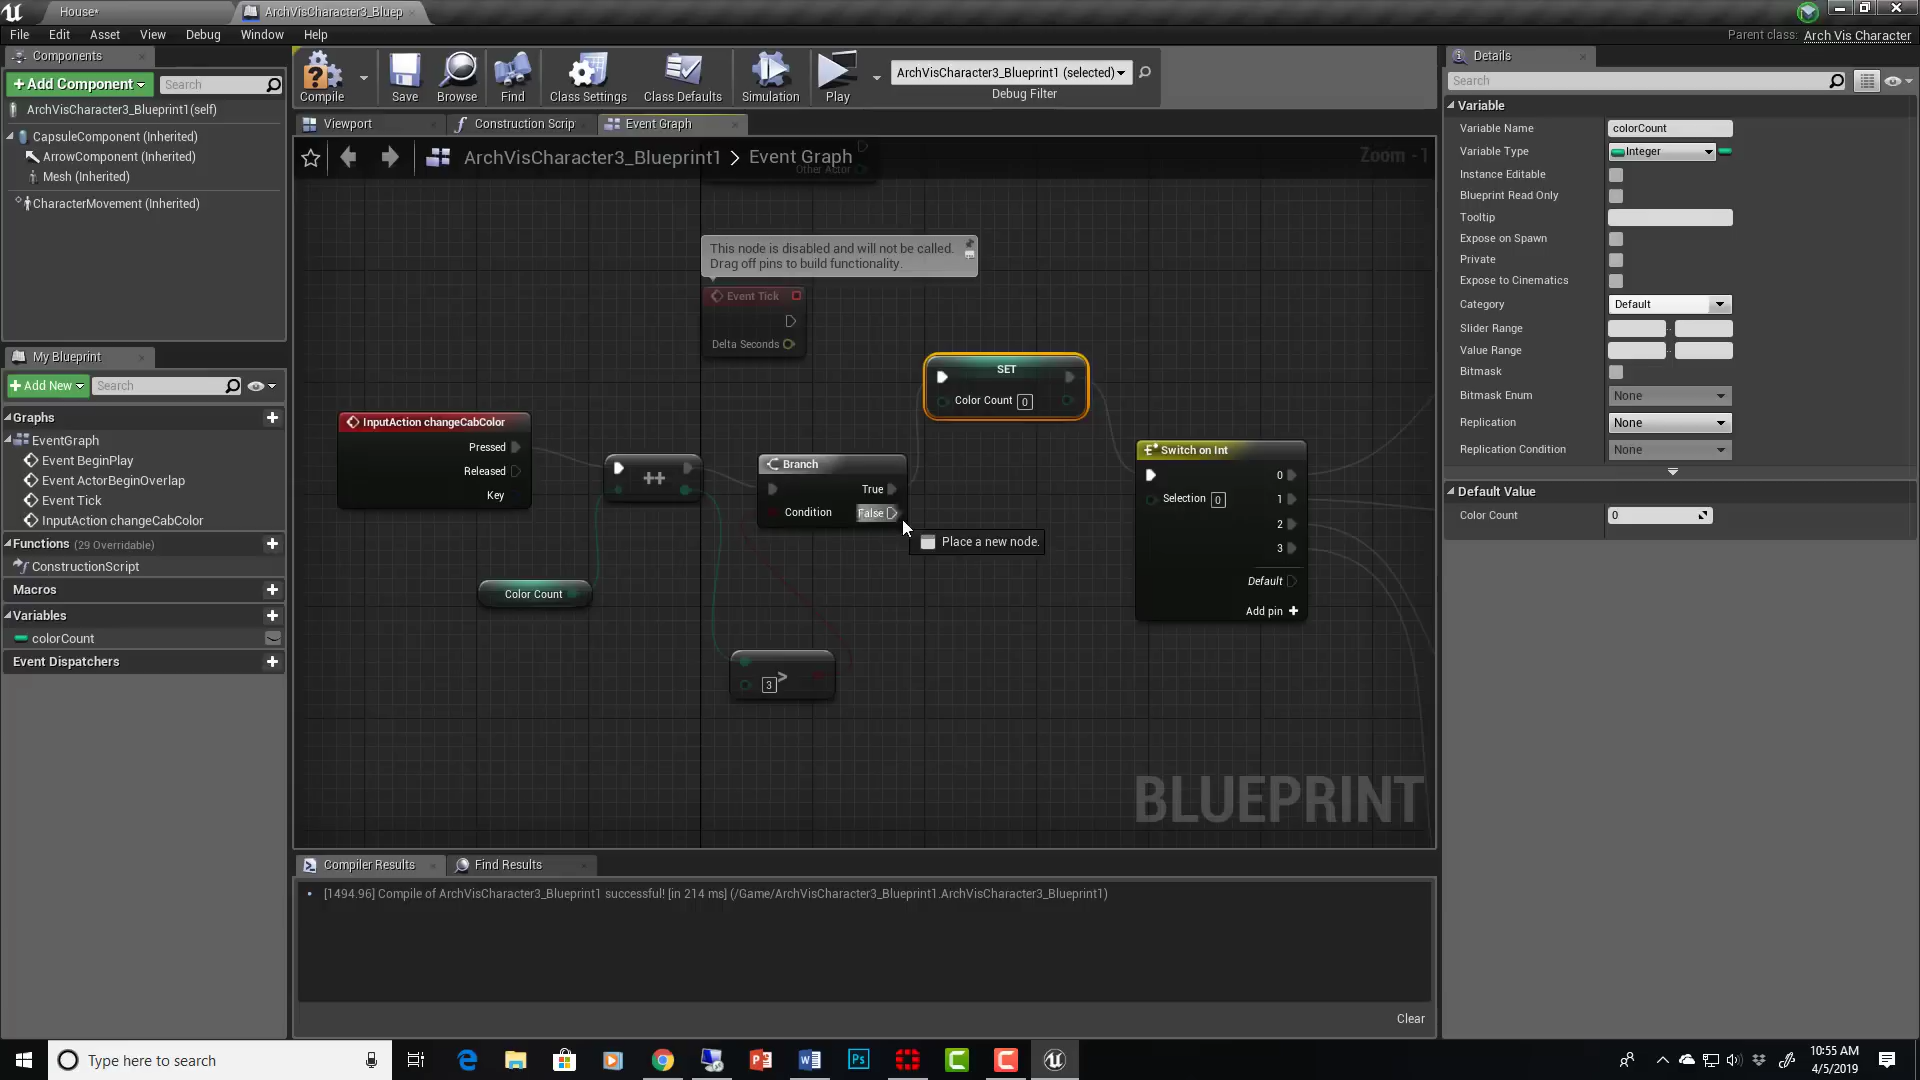 House*
ArchVisCharacter3_Bluep
File Edit Asset View Debug Window Help
Parent class: Arch Vis Character
Components
+Add Component
Search
ArchVisCharacter3_Blueprint1(self)
CapsuleComponent (Inherited)
ArrowComponent (Inherited)
Mesh (Inherited)
CharacterMovement (Inherited)
Compile
Save
Browse
Find
Class Settings
Class Defaults
Simulation
Play
ArchVisCharacter3_Blueprint1 (selected)
Debug Filter
Viewport
Construction Scrip
Event Graph
ArchVisCharacter3_Blueprint1 > Event Graph
Zoom -1
Other Actor
This node is disabled and will not be called.
Drag off pins to build functionality.
Event Tick
Delta Seconds
SET
Color Count 0
InputAction changeCabColor
Pressed
Released
Key
++
Branch
True
Condition
False
Place a new node.
Switch on Int
0
Selection 0
1
2
3
Default
Add pin +
Color Count
3 >
BLUEPRINT
My Blueprint
+Add New
Search
Graphs
EventGraph
Event BeginPlay
Event ActorBeginOverlap
Event Tick
InputAction changeCabColor
Functions (29 Overridable)
ConstructionScript
Macros
Variables
colorCount
Event Dispatchers
Compiler Results
Find Results
[1494.96] Compile of ArchVisCharacter3_Blueprint1 successful! [in 214 ms] (/Game/ArchVisCharacter3_Blueprint1.ArchVisCharacter3_Blueprint1)
Clear
Details
Search
Variable
Variable Name colorCount
Variable Type Integer
Instance Editable
Blueprint Read Only
Tooltip
Expose on Spawn
Private
Expose to Cinematics
Category Default
Slider Range
Value Range
Bitmask
Bitmask Enum None
Replication None
Replication Condition None
Default Value
Color Count 0
Type here to search
10:55 AM
4/5/2019